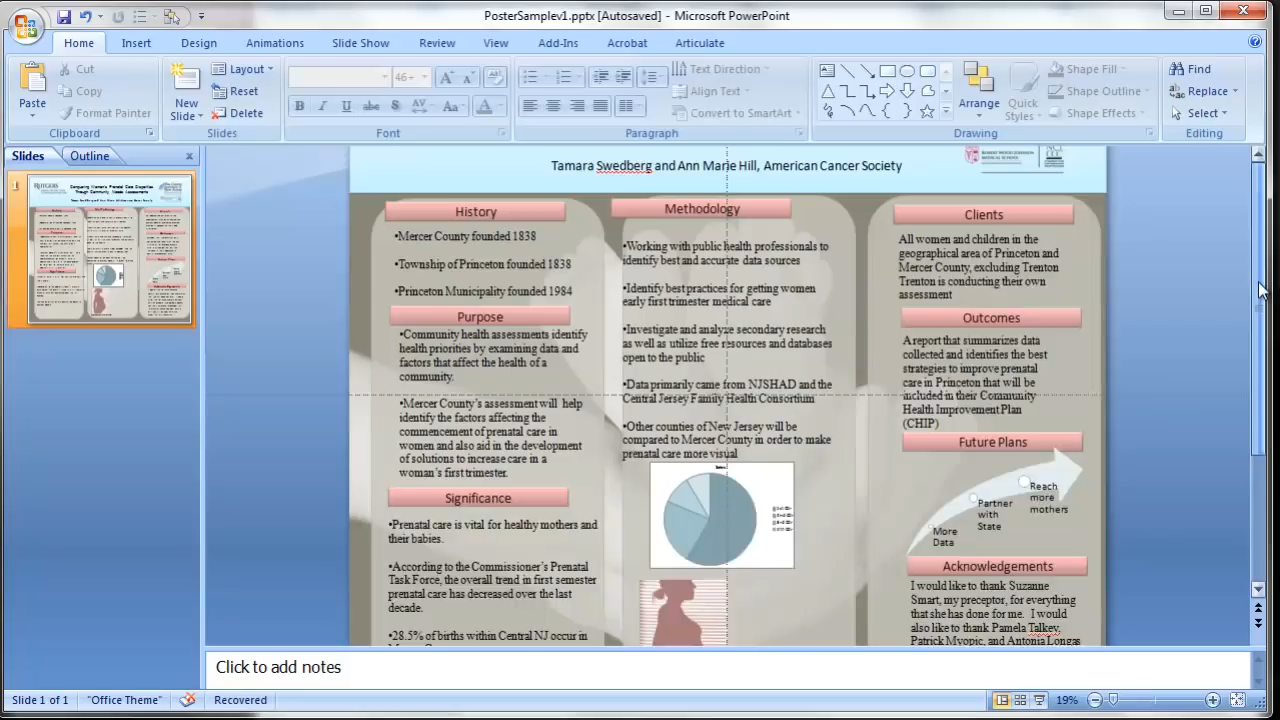 PosterSamplev1.pptx [Autosaved] - Microsoft PowerPoint
Home Insert Design Animations Slide Show Review View Add-Ins Acrobat Articulate
Paste
Cut
Copy
Format Painter
Clipboard
New
Slide
Layout
Reset
Delete
Slides
46+
Font
Text Direction
Align Text
Convert to SmartArt
Paragraph
Arrange
Quick
Styles
Shape Fill
Shape Outline
Shape Effects
Drawing
Find
Replace
Select
Editing
Slides Outline
1
Tamara Swedberg and Ann Marie Hill, American Cancer Society
History
•Mercer County founded 1838
•Township of Princeton founded 1838
•Princeton Municipality founded 1984
Purpose
•Community health assessments identify
health priorities by examining data and
factors that affect the health of a
community.
•Mercer County's assessment will help
identify the factors affecting the
commencement of prenatal care in
women and also aid in the development
of solutions to increase care in a
woman's first trimester.
Significance
•Prenatal care is vital for healthy mothers and
their babies.
•According to the Commissioner's Prenatal
Task Force, the overall trend in first semester
prenatal care has decreased over the last
decade.
•28.5% of births within Central NJ occur in
Methodology
•Working with public health professionals to
identify best and accurate data sources
•Identify best practices for getting women
early first trimester medical care
•Investigate and analyze secondary research
as well as utilize free resources and databases
open to the public
•Data primarily came from NJSHAD and the
Central Jersey Family Health Consortium
•Other counties of New Jersey will be
compared to Mercer County in order to make
prenatal care more visual
Clients
All women and children in the
geographical area of Princeton and
Mercer County, excluding Trenton
Trenton is conducting their own
assessment
Outcomes
A report that summarizes data
collected and identifies the best
strategies to improve prenatal
care in Princeton that will be
included in their Community
Health Improvement Plan
(CHIP)
Future Plans
More
Data
Partner
with
State
Reach
more
mothers
Acknowledgements
I would like to thank Suzanne
Smart, my preceptor, for everything
that she has done for me. I would
also like to thank Pamela Talkey,
Patrick Myopic, and Antonia Longas
Click to add notes
Slide 1 of 1 "Office Theme" Recovered 19%